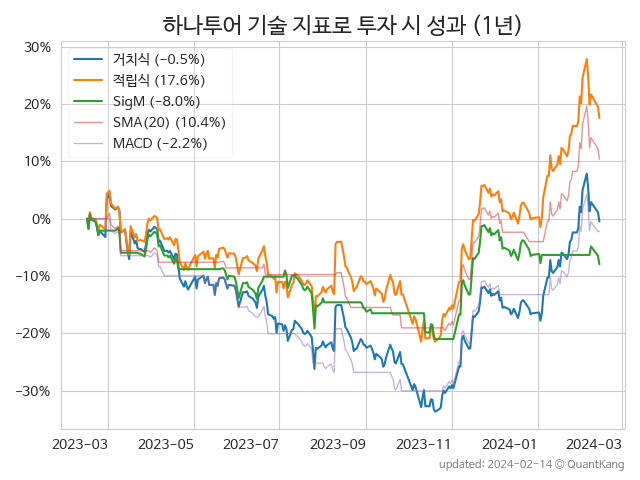 하나투어 기술 지표로 투자 시 성과 (1년)
30%
20%
10%
0%
−10%
−20%
−30%
거치식 (−0.5%)
적립식 (17.6%)
SigM (−8.0%)
SMA(20) (10.4%)
MACD (−2.2%)
2023-03 2023-05 2023-07 2023-09 2023-11 2024-01 2024-03
updated: 2024-02-14 © QuantKang